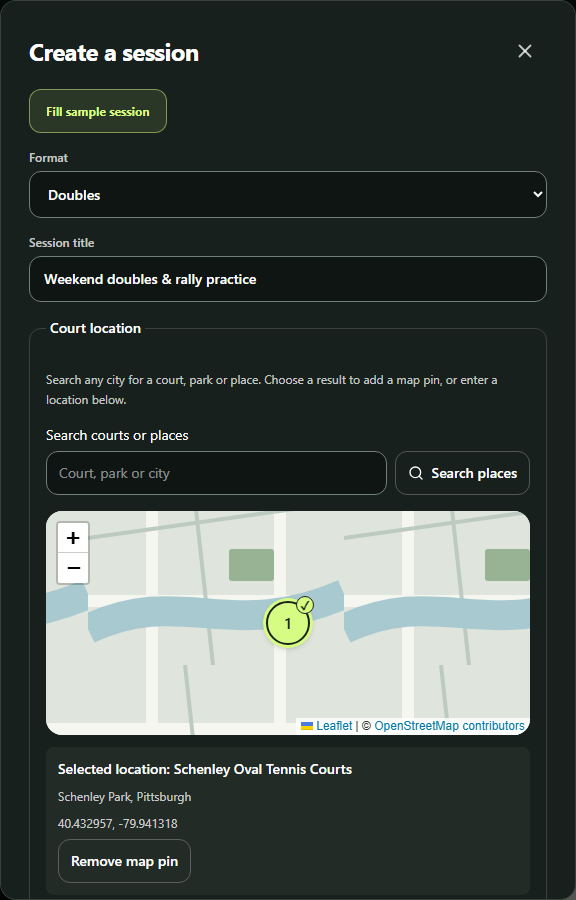 Create a session
Fill sample session
Format
Doubles
Session title
Weekend doubles & rally practice
Court location
Search any city for a court, park or place. Choose a result to add a map pin, or enter a
location below.
Search courts or places
Court, park or city
Search places
+
−
1
Leaflet | © OpenStreetMap contributors
Selected location: Schenley Oval Tennis Courts
Schenley Park, Pittsburgh
40.432957, -79.941318
Remove map pin